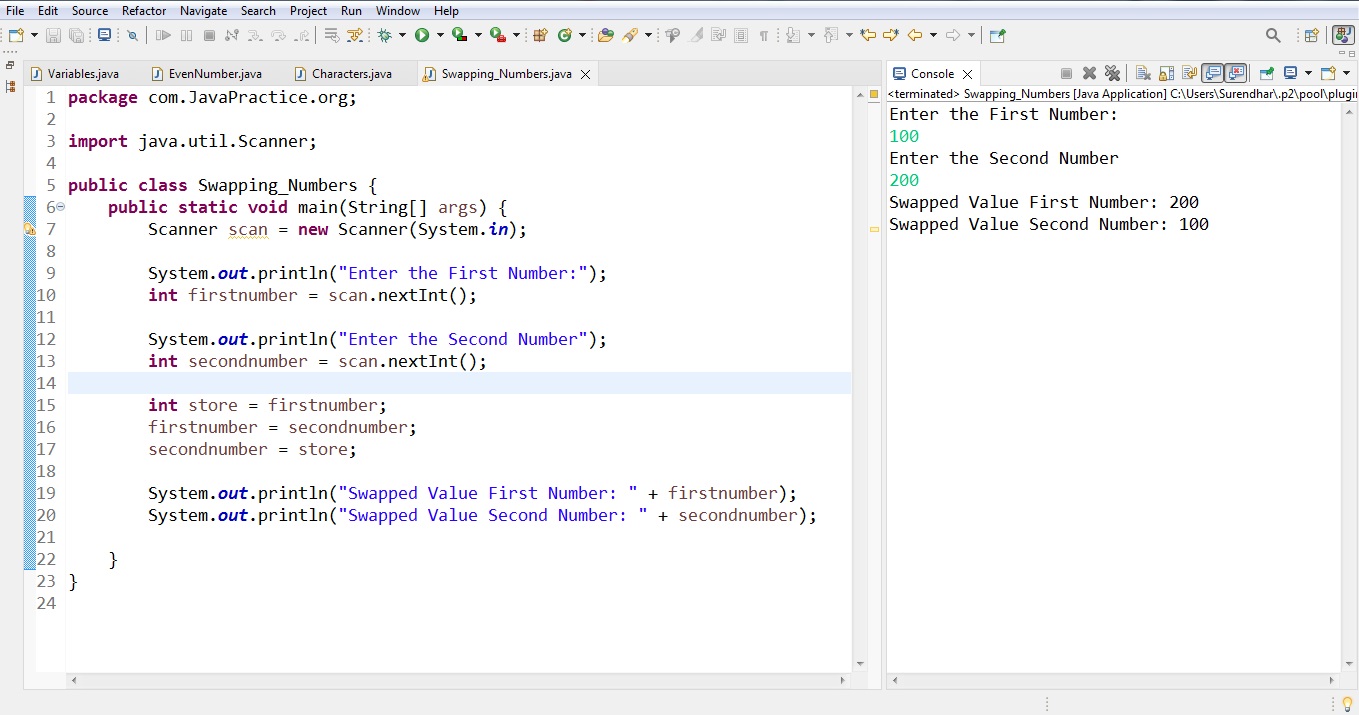 File Edit Source Refactor Navigate Search Project Run Window Help
Variables.java EvenNumber.java Characters.java Swapping_Numbers.java
1 package com.JavaPractice.org;
2
3 import java.util.Scanner;
4
5 public class Swapping_Numbers {
6 public static void main(String[] args) {
7 Scanner scan = new Scanner(System.in);
8
9 System.out.println("Enter the First Number:");
10 int firstnumber = scan.nextInt();
11
12 System.out.println("Enter the Second Number");
13 int secondnumber = scan.nextInt();
14
15 int store = firstnumber;
16 firstnumber = secondnumber;
17 secondnumber = store;
18
19 System.out.println("Swapped Value First Number: " + firstnumber);
20 System.out.println("Swapped Value Second Number: " + secondnumber);
21
22 }
23 }
24
Console
<terminated> Swapping_Numbers [Java Application] C:\Users\Surendhar\.p2\pool\plugi
Enter the First Number:
100
Enter the Second Number
200
Swapped Value First Number: 200
Swapped Value Second Number: 100